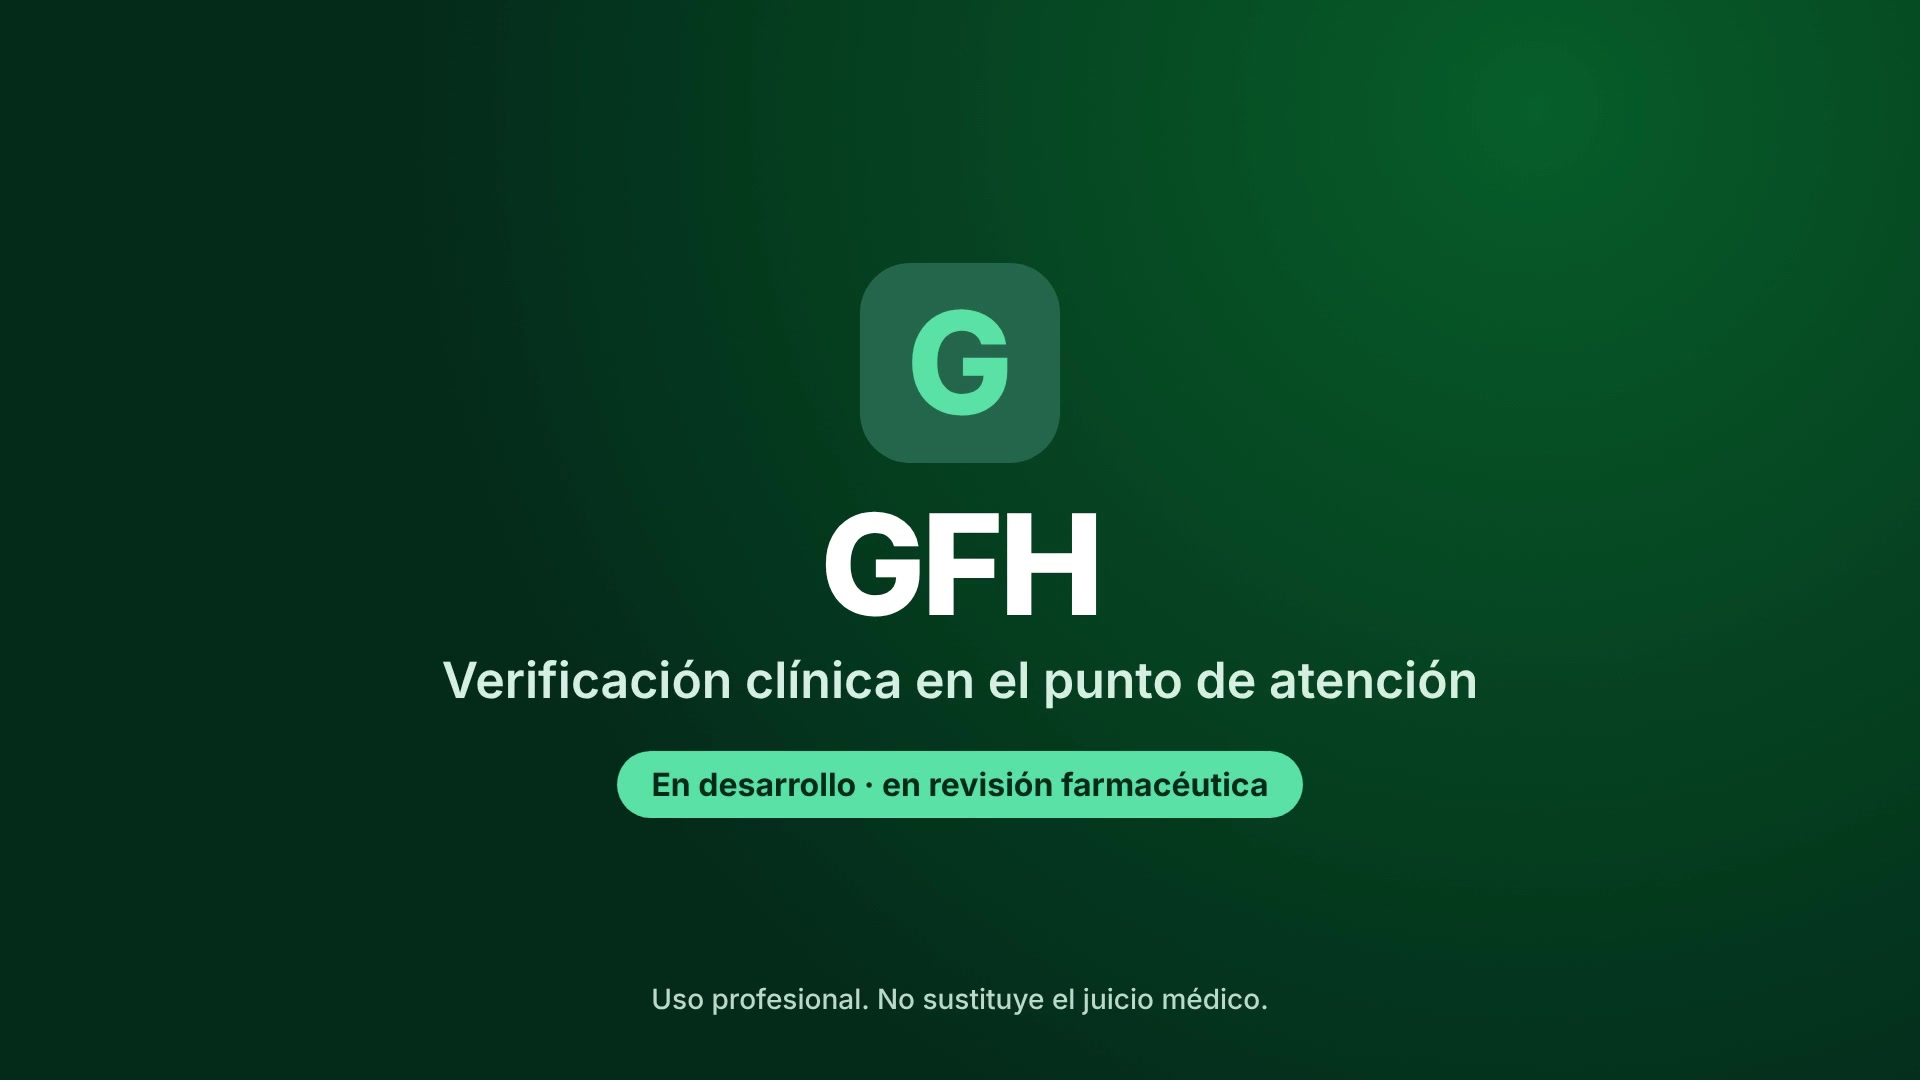 G
GFH
Verificación clínica en el punto de atención
En desarrollo · en revisión farmacéutica
Uso profesional. No sustituye el juicio médico.